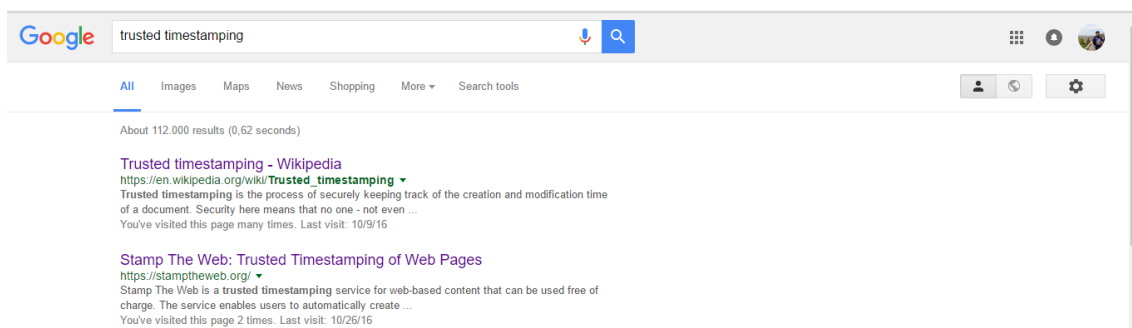 Google trusted timestamping
All Images Maps News Shopping More Search tools
About 112.000 results (0,62 seconds)
Trusted timestamping - Wikipedia
https://en.wikipedia.org/wiki/Trusted_timestamping
Trusted timestamping is the process of securely keeping track of the creation and modification time
of a document. Security here means that no one - not even ...
You've visited this page many times. Last visit: 10/9/16
Stamp The Web: Trusted Timestamping of Web Pages
https://stamptheweb.org/
Stamp The Web is a trusted timestamping service for web-based content that can be used free of
charge. The service enables users to automatically create ...
You've visited this page 2 times. Last visit: 10/26/16